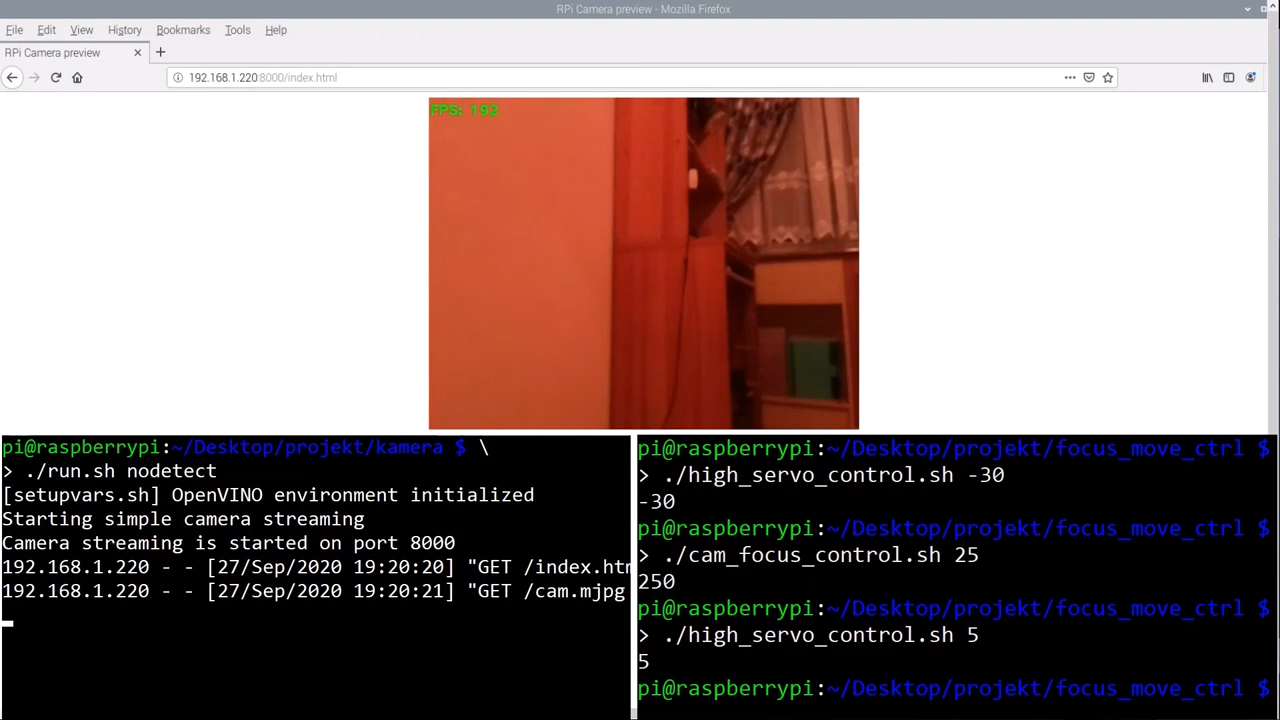 RPi Camera preview - Mozilla Firefox
File Edit View History Bookmarks Tools Help
RPi Camera preview
192.168.1.220:8000/index.html
FPS: 192
pi@raspberrypi:~/Desktop/projekt/kamera $ \
> ./run.sh nodetect
[setupvars.sh] OpenVINO environment initialized
Starting simple camera streaming
Camera streaming is started on port 8000
192.168.1.220 - - [27/Sep/2020 19:20:20] "GET /index.htm
192.168.1.220 - - [27/Sep/2020 19:20:21] "GET /cam.mjpg
pi@raspberrypi:~/Desktop/projekt/focus_move_ctrl $
> ./high_servo_control.sh -30
-30
pi@raspberrypi:~/Desktop/projekt/focus_move_ctrl $
> ./cam_focus_control.sh 25
250
pi@raspberrypi:~/Desktop/projekt/focus_move_ctrl $
> ./high_servo_control.sh 5
5
pi@raspberrypi:~/Desktop/projekt/focus_move_ctrl $